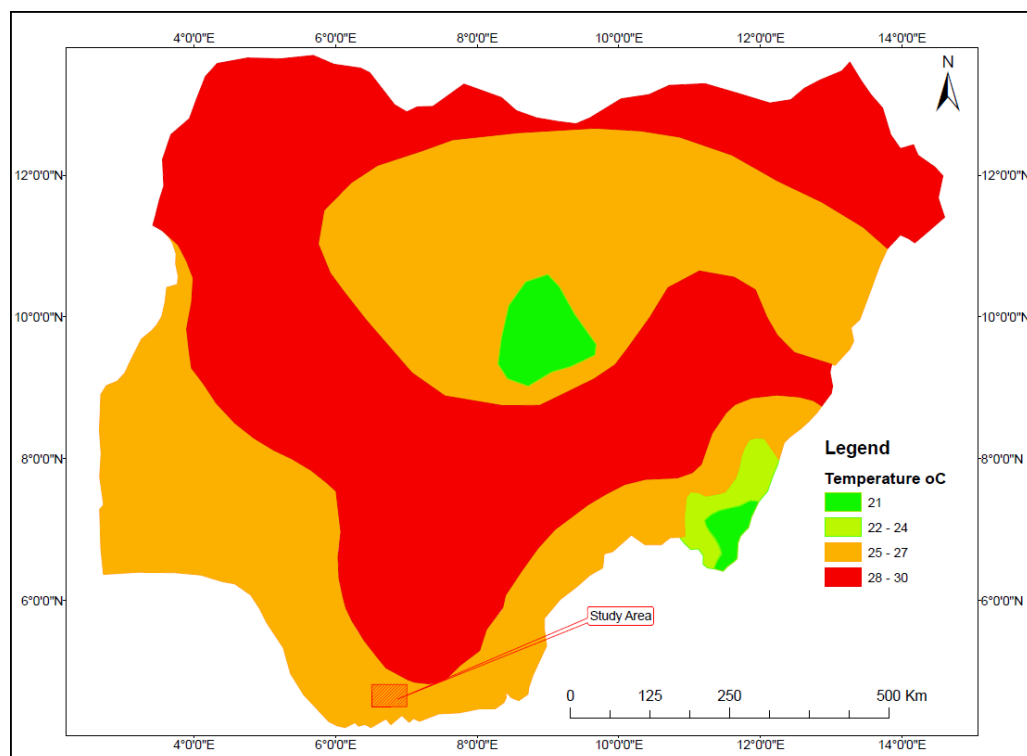 4°0'0"E 6°0'0"E 8°0'0"E 10°0'0"E 12°0'0"E 14°0'0"E
N
12°0'0"N 12°0'0"N
10°0'0"N 10°0'0"N
8°0'0"N 8°0'0"N
6°0'0"N 6°0'0"N
Legend
Temperature oC
21
22 - 24
25 - 27
28 - 30
Study Area
0 125 250 500 Km
4°0'0"E 6°0'0"E 8°0'0"E 10°0'0"E 12°0'0"E 14°0'0"E